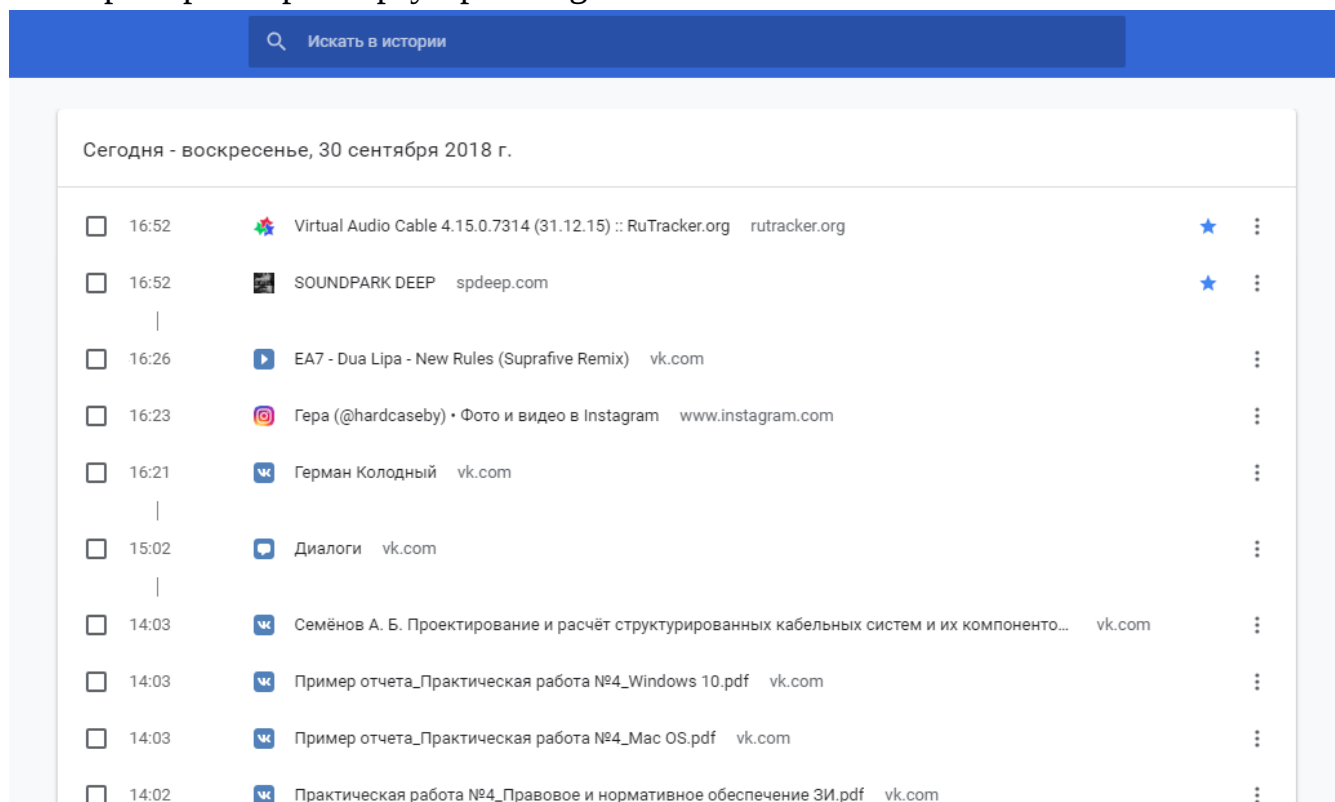 Искать в истории
Сегодня - воскресенье, 30 сентября 2018 г.
16:52 Virtual Audio Cable 4.15.0.7314 (31.12.15) :: RuTracker.org rutracker.org
16:52 SOUNDPARK DEEP spdeep.com
16:26 EA7 - Dua Lipa - New Rules (Suprafive Remix) vk.com
16:23 Гера (@hardcaseby) • Фото и видео в Instagram www.instagram.com
16:21 Герман Колодный vk.com
15:02 Диалоги vk.com
14:03 Семёнов А. Б. Проектирование и расчёт структурированных кабельных систем и их компоненто... vk.com
14:03 Пример отчета_Практическая работа №4_Windows 10.pdf vk.com
14:03 Пример отчета_Практическая работа №4_Mac OS.pdf vk.com
14:02 Практическая работа №4_Правовое и нормативное обеспечение ЗИ.pdf vk.com